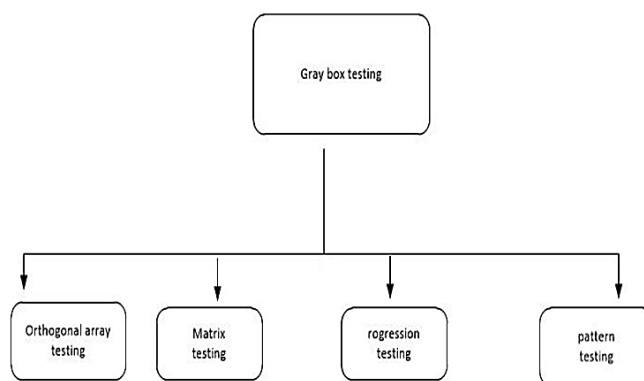 Gray box testing
Orthogonal array
testing
Matrix
testing
rogression
testing
pattern
testing